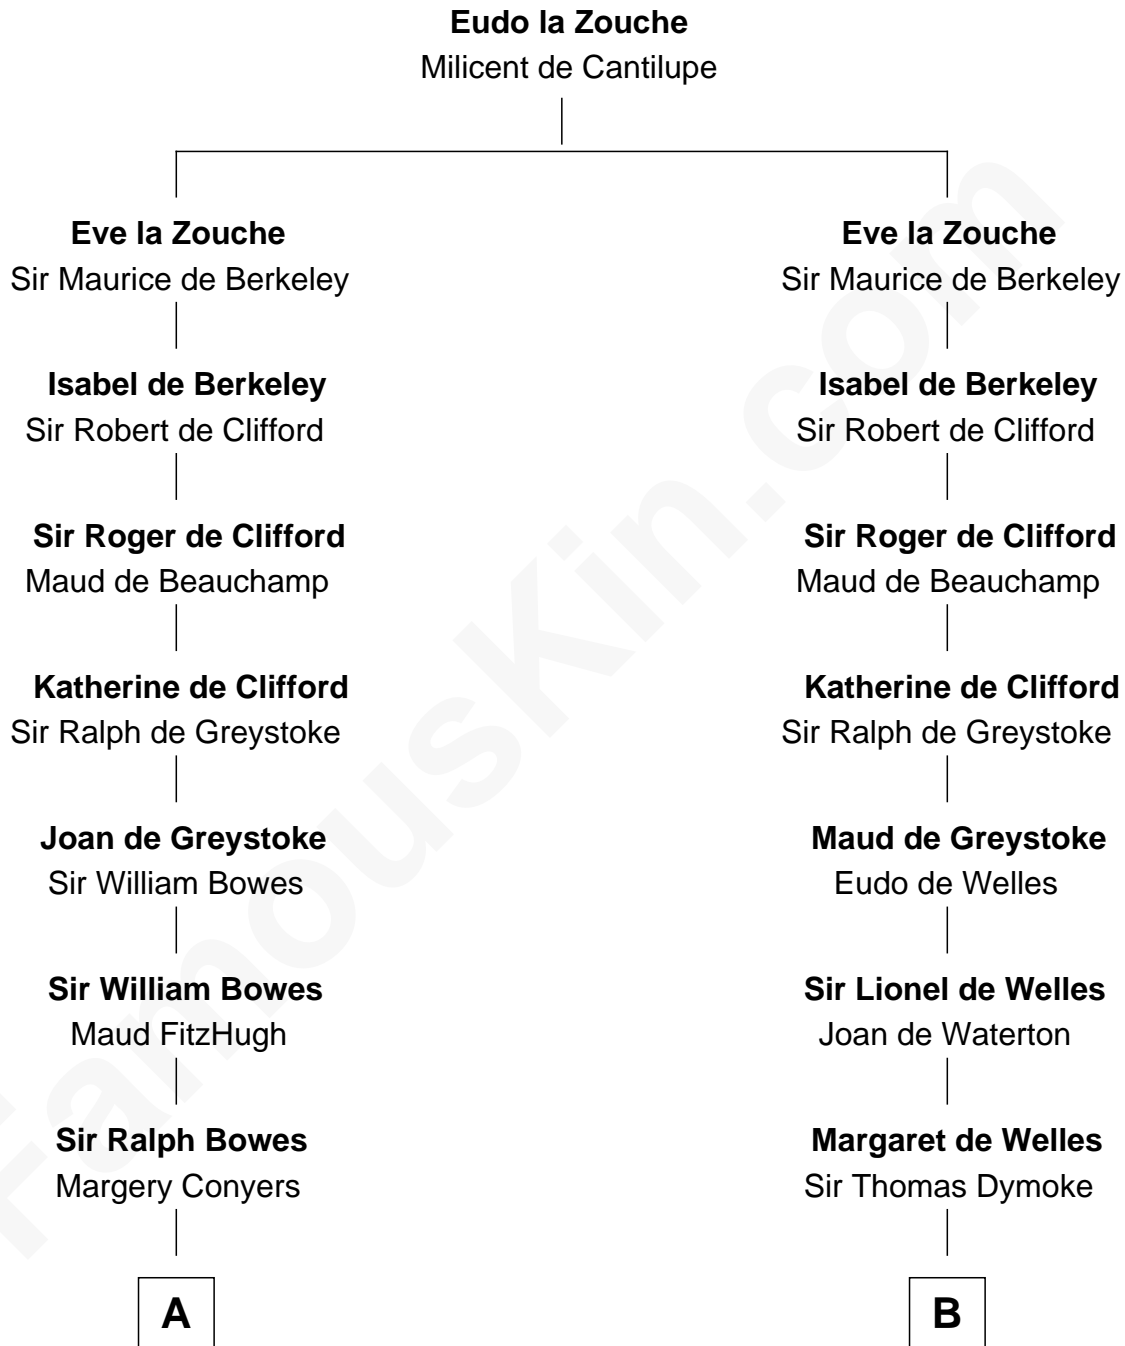 Eudo la Zouche
Milicent de Cantilupe
Eve la Zouche
Sir Maurice de Berkeley
Eve la Zouche
Sir Maurice de Berkeley
Isabel de Berkeley
Sir Robert de Clifford
Isabel de Berkeley
Sir Robert de Clifford
Sir Roger de Clifford
Maud de Beauchamp
Sir Roger de Clifford
Maud de Beauchamp
Katherine de Clifford
Sir Ralph de Greystoke
Katherine de Clifford
Sir Ralph de Greystoke
Joan de Greystoke
Sir William Bowes
Maud de Greystoke
Eudo de Welles
Sir William Bowes
Maud FitzHugh
Sir Lionel de Welles
Joan de Waterton
Sir Ralph Bowes
Margery Conyers
Margaret de Welles
Sir Thomas Dymoke
A
B
FamousKin.com